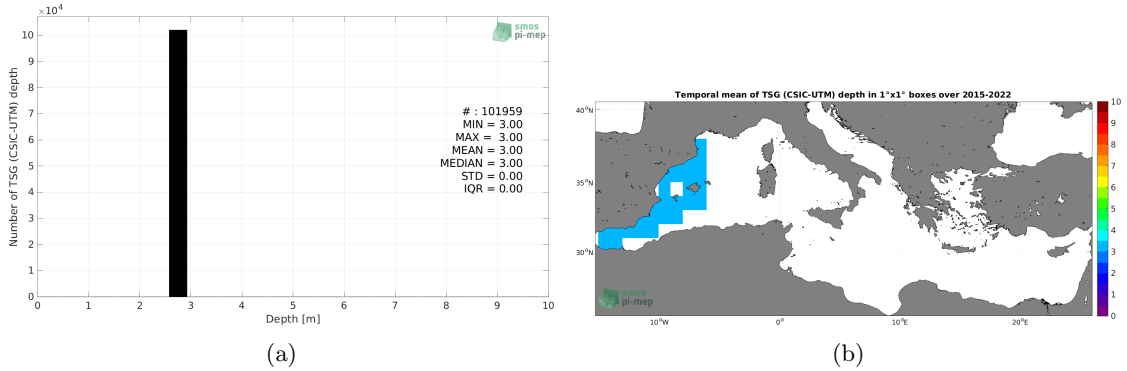 ×10⁴
10
9
8
7
6
5
4
3
2
1
0
Number of TSG (CSIC-UTM) depth
smos
pi-mep
# : 101959
MIN = 3.00
MAX = 3.00
MEAN = 3.00
MEDIAN = 3.00
STD = 0.00
IQR = 0.00
0 1 2 3 4 5 6 7 8 9 10
Depth [m]
(a)
Temporal mean of TSG (CSIC-UTM) depth in 1°x1° boxes over 2015-2022
40°N
35°N
30°N
smos
pi-mep
10°W 0° 10°E 20°E
10
9
8
7
6
5
4
3
2
1
0
(b)